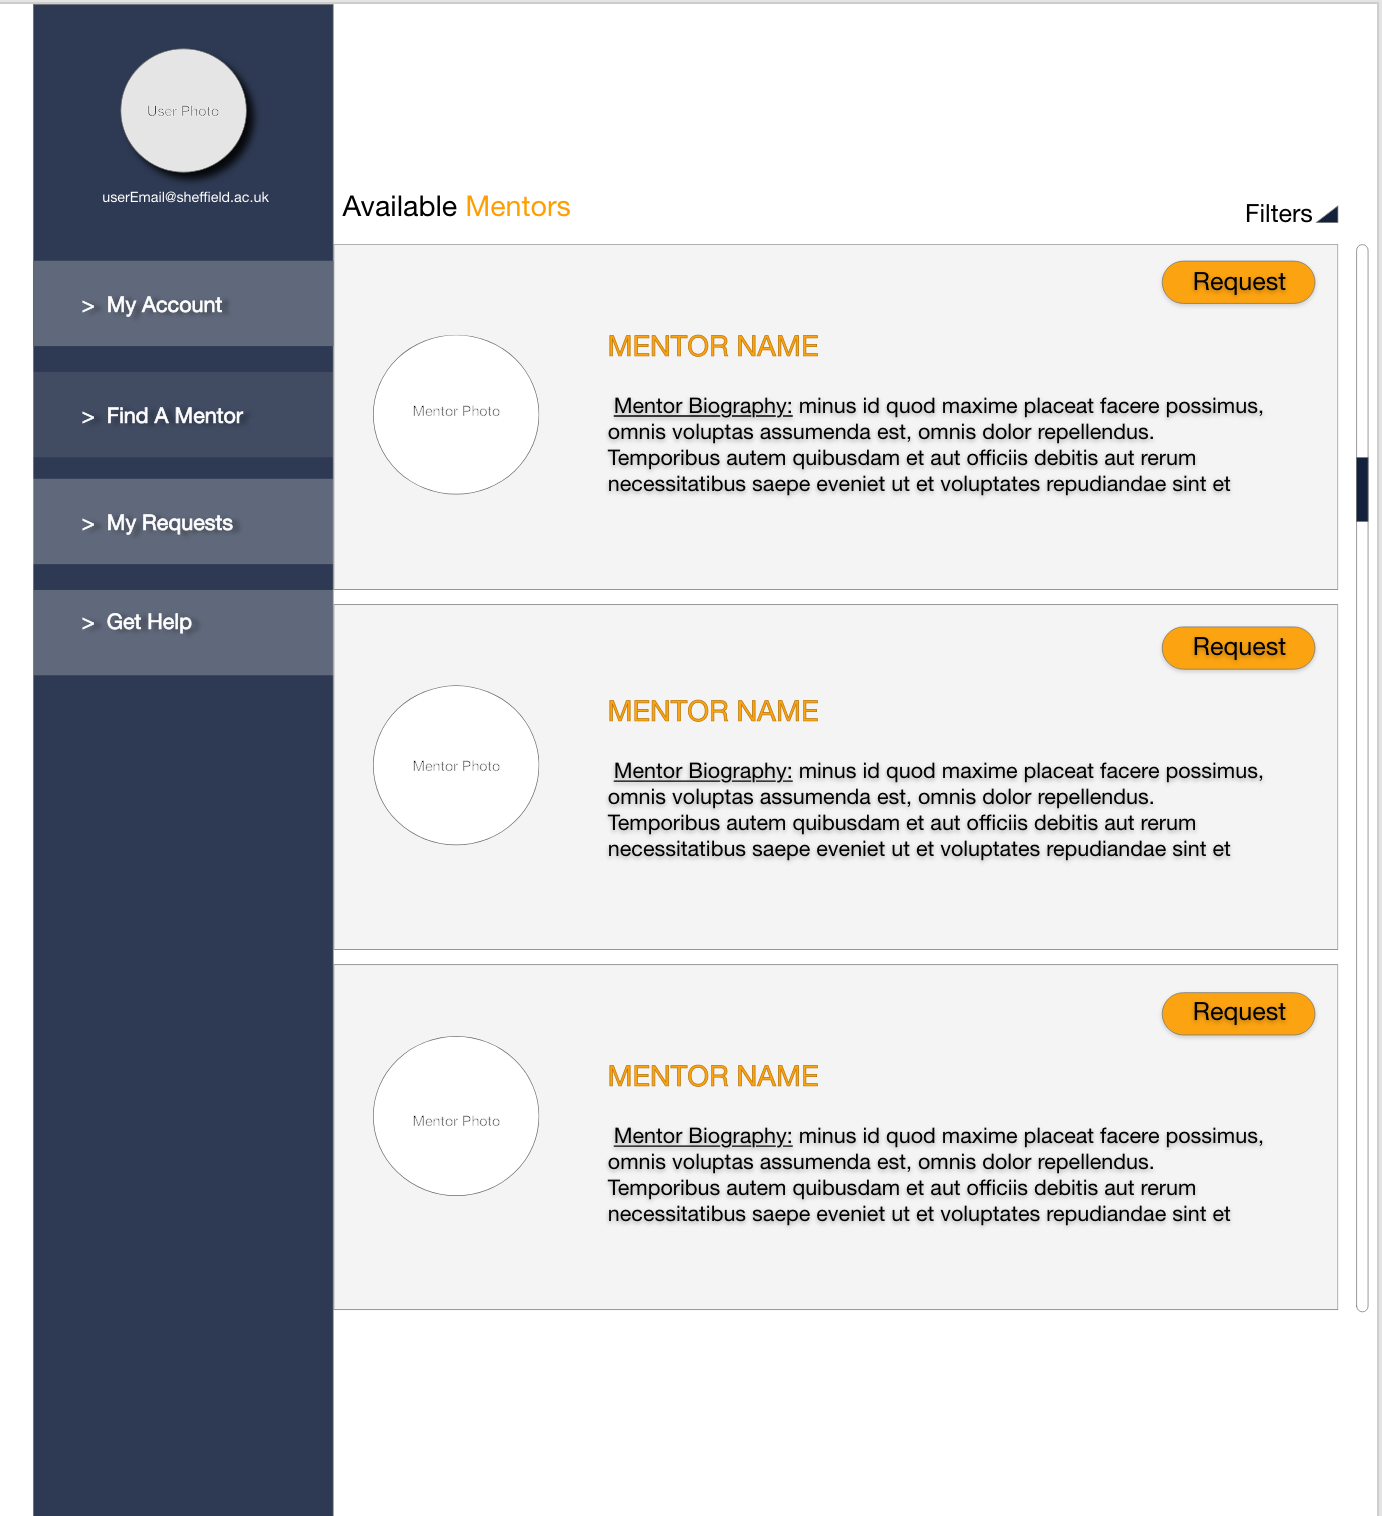 User Photo
userEmail@sheffield.ac.uk
> My Account
> Find A Mentor
> My Requests
> Get Help
Available Mentors
Filters
Request
Mentor Photo
MENTOR NAME
Mentor Biography: minus id quod maxime placeat facere possimus,
omnis voluptas assumenda est, omnis dolor repellendus.
Temporibus autem quibusdam et aut officiis debitis aut rerum
necessitatibus saepe eveniet ut et voluptates repudiandae sint et
Request
Mentor Photo
MENTOR NAME
Mentor Biography: minus id quod maxime placeat facere possimus,
omnis voluptas assumenda est, omnis dolor repellendus.
Temporibus autem quibusdam et aut officiis debitis aut rerum
necessitatibus saepe eveniet ut et voluptates repudiandae sint et
Request
Mentor Photo
MENTOR NAME
Mentor Biography: minus id quod maxime placeat facere possimus,
omnis voluptas assumenda est, omnis dolor repellendus.
Temporibus autem quibusdam et aut officiis debitis aut rerum
necessitatibus saepe eveniet ut et voluptates repudiandae sint et